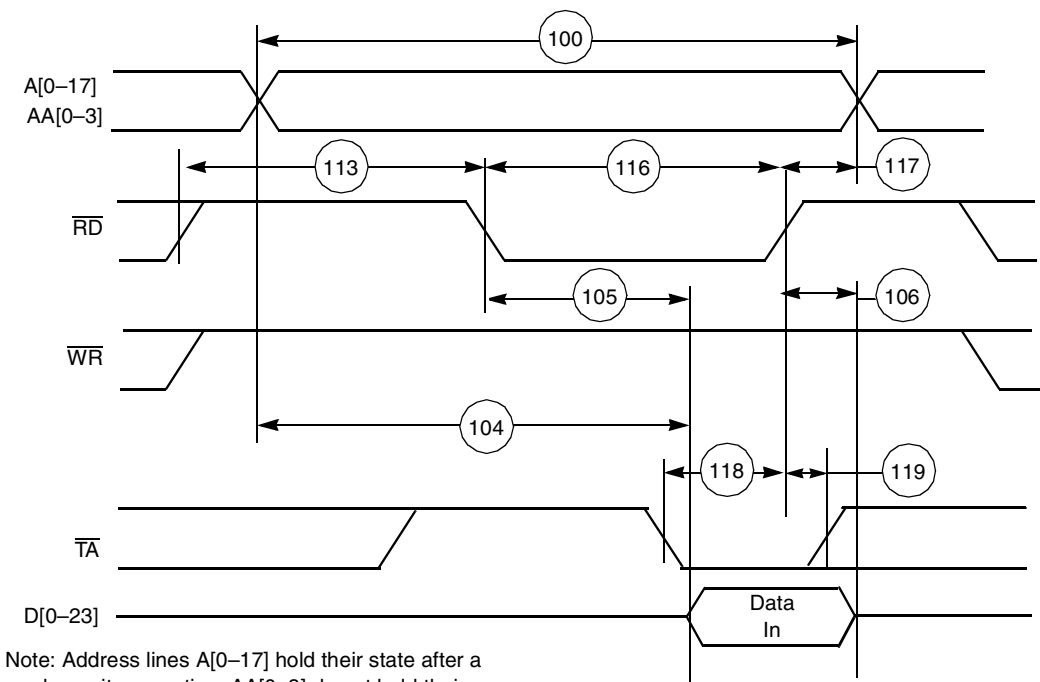 100
A[0–17]
AA[0–3]
113
116
117
RD
105
106
WR
104
118
119
TA
D[0–23]
Data
In
Note: Address lines A[0–17] hold their state after a